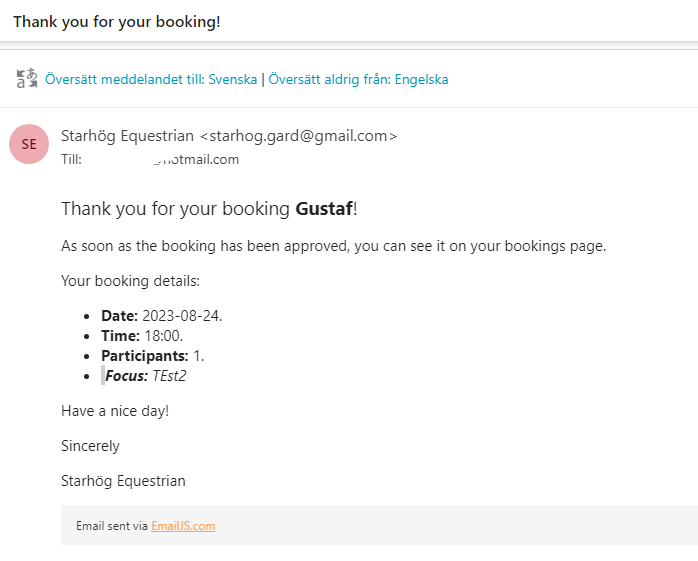 Thank you for your booking!
Översätt meddelandet till: Svenska | Översätt aldrig från: Engelska
SE
Starhög Equestrian <starhog.gard@gmail.com>
Till:
Thank you for your booking Gustaf!
As soon as the booking has been approved, you can see it on your bookings page.
Your booking details:
• Date: 2023-08-24.
• Time: 18:00.
• Participants: 1.
• Focus: TEst2
Have a nice day!
Sincerely
Starhög Equestrian
Email sent via EmailJS.com